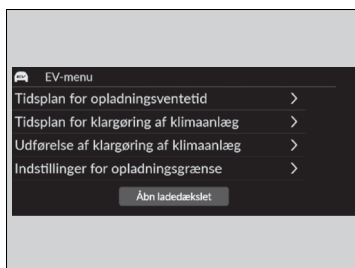 EV-menu
Tidsplan for opladningsventetid
Tidsplan for klargøring af klimaanlæg
Udførelse af klargøring af klimaanlæg
Indstillinger for opladningsgrænse
Åbn ladedækslet